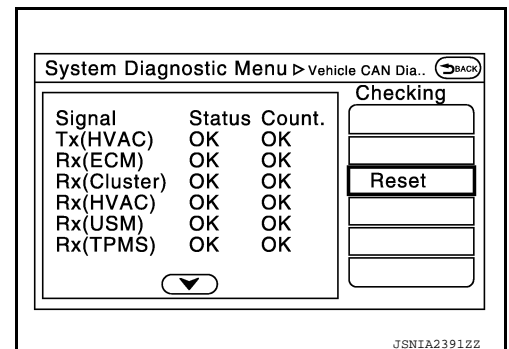 System Diagnostic Menu ▷ Vehicle CAN Dia.. BACK
Checking
Signal Status Count.
Tx(HVAC) OK OK
Rx(ECM) OK OK
Rx(Cluster) OK OK
Rx(HVAC) OK OK
Rx(USM) OK OK
Rx(TPMS) OK OK
Reset
JSNIA2391ZZ